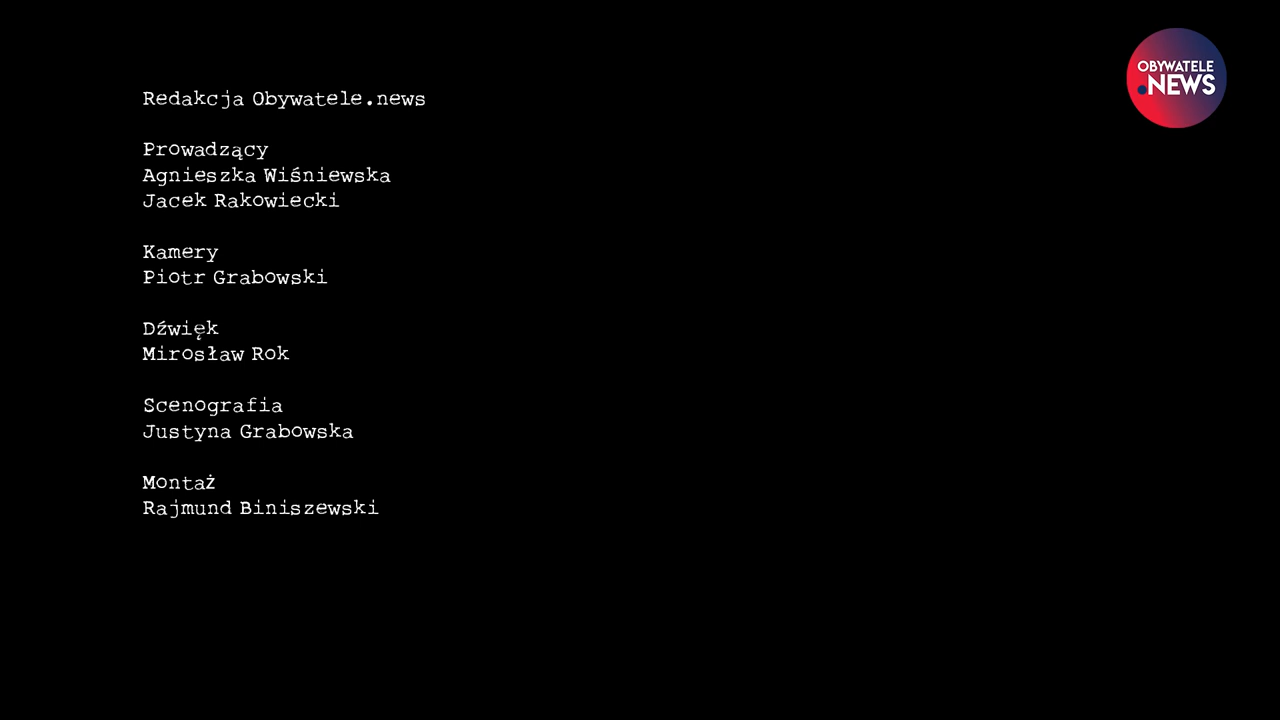 Redakcja Obywatele.news
Prowadzący
Agnieszka Wiśniewska
Jacek Rakowiecki
Kamery
Piotr Grabowski
Dźwięk
Mirosław Rok
Scenografia
Justyna Grabowska
Montaż
Rajmund Biniszewski
OBYWATELE
.NEWS